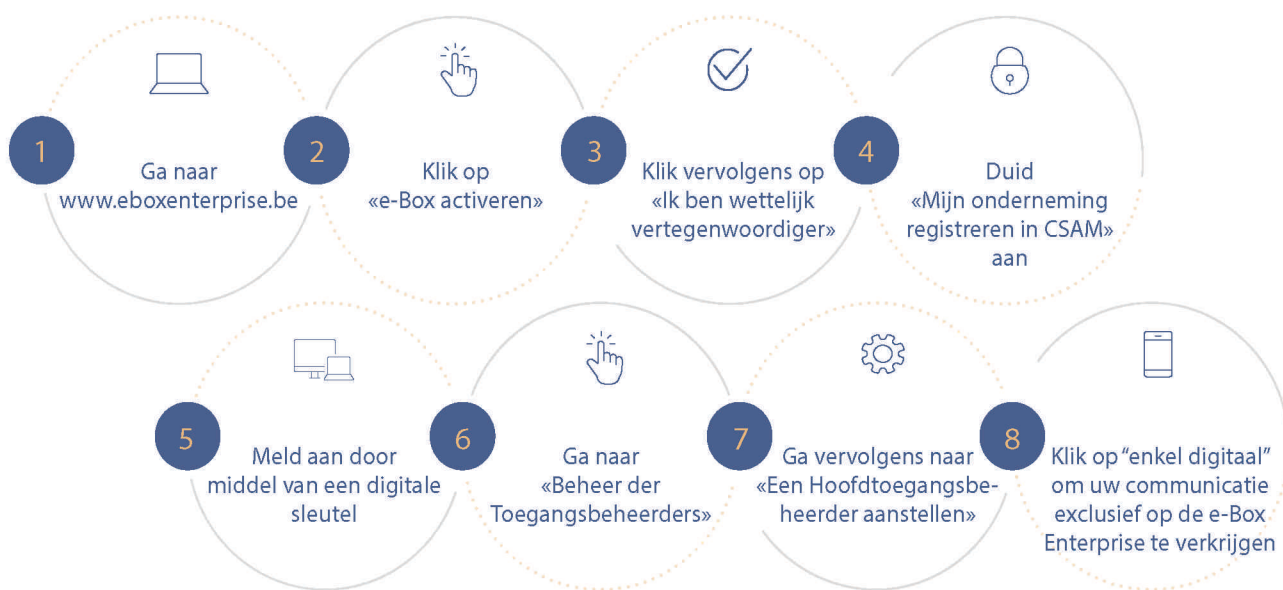 1
Ga naar
www.eboxenterprise.be
2
Klik op
«e-Box activeren»
3
Klik vervolgens op
«Ik ben wettelijk
vertegenwoordiger»
4
Duid
«Mijn onderneming
registreren in CSAM»
aan
5
Meld aan door
middel van een digitale
sleutel
6
Ga naar
«Beheer der
Toegangsbeheerders»
7
Ga vervolgens naar
«Een Hoofdtoegangsbe-
heerder aanstellen»
8
Klik op “enkel digitaal”
om uw communicatie
exclusief op de e-Box
Enterprise te verkrijgen